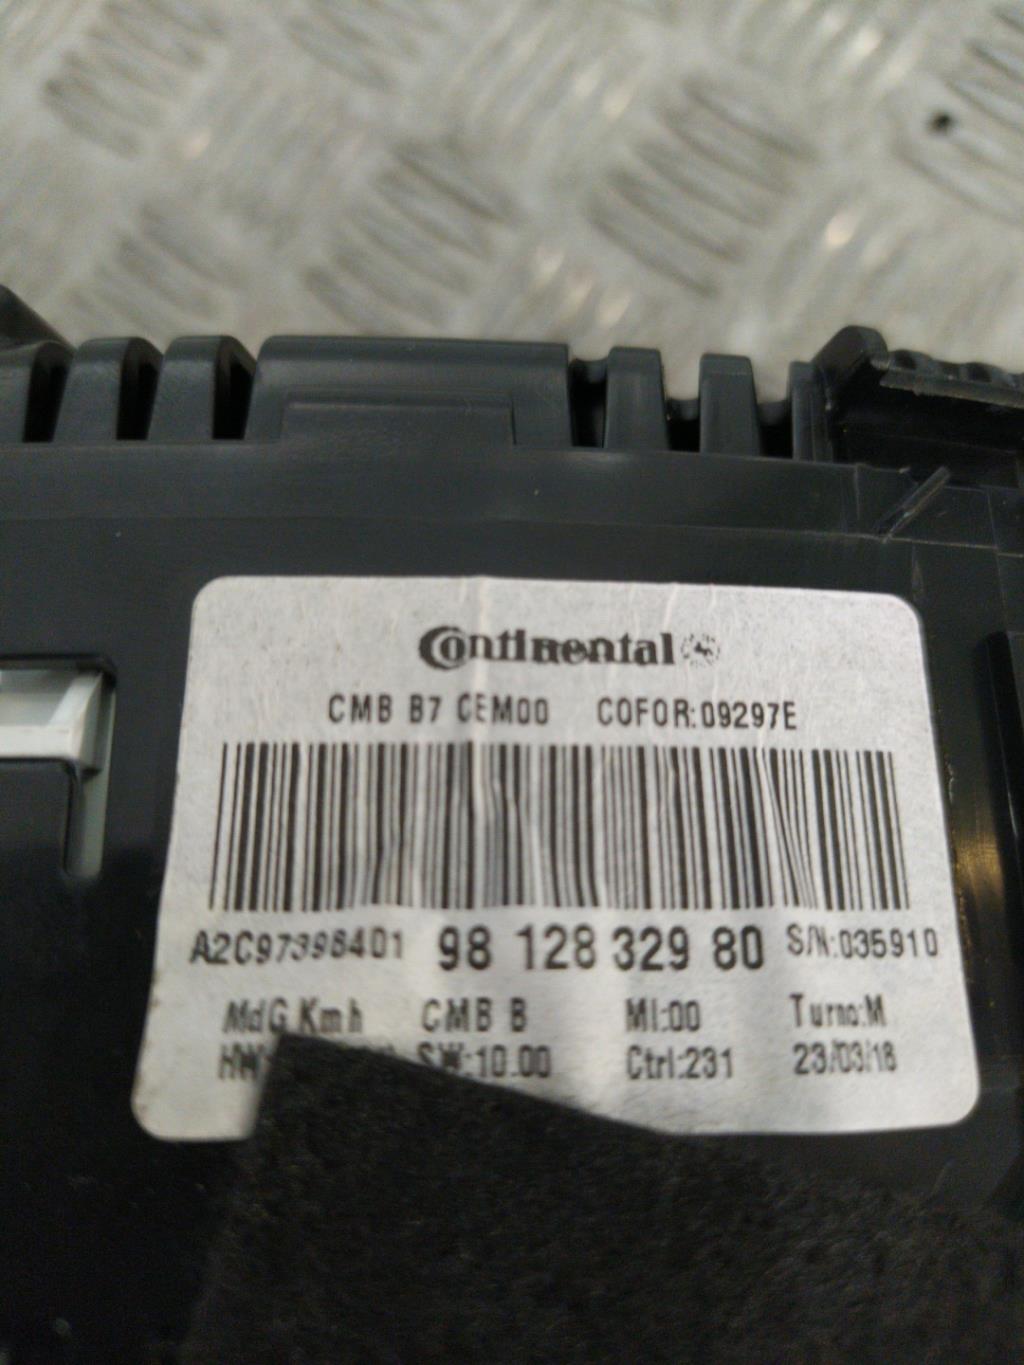 Continental
CMB B7 CEM00 COFOR:09297E
A2C97398401 98 128 329 80 S/N:035910
MdG Kmh CMB B MI:00 Turno:M
HW: SW:10.00 Ctrl:231 23/03/18